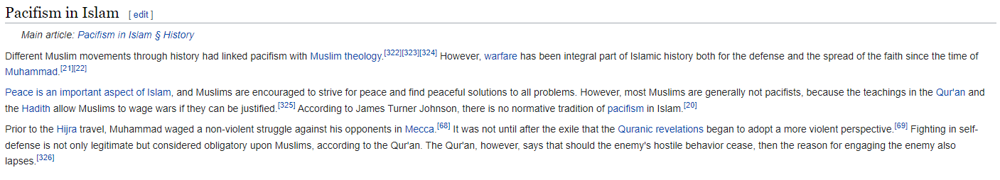 Pacifism in Islam [ edit ]
Main article: Pacifism in Islam § History
Different Muslim movements through history had linked pacifism with Muslim theology.[322][323][324] However, warfare has been integral part of Islamic history both for the defense and the spread of the faith since the time of
Muhammad.[21][22]
Peace is an important aspect of Islam, and Muslims are encouraged to strive for peace and find peaceful solutions to all problems. However, most Muslims are generally not pacifists, because the teachings in the Qur'an and
the Hadith allow Muslims to wage wars if they can be justified.[325] According to James Turner Johnson, there is no normative tradition of pacifism in Islam.[20]
Prior to the Hijra travel, Muhammad waged a non-violent struggle against his opponents in Mecca.[68] It was not until after the exile that the Quranic revelations began to adopt a more violent perspective.[69] Fighting in self-
defense is not only legitimate but considered obligatory upon Muslims, according to the Qur'an. The Qur'an, however, says that should the enemy's hostile behavior cease, then the reason for engaging the enemy also
lapses.[326]